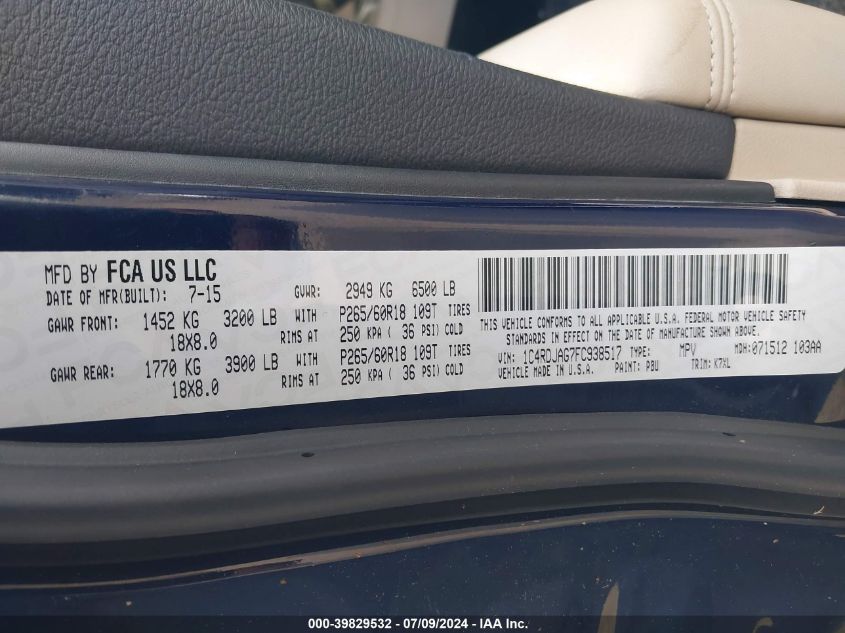 MFD BY FCA US LLC
DATE OF MFR(BUILT): 7-15 GVWR: 2949 KG 6500 LB
GAWR FRONT: 1452 KG 3200 LB WITH P265/60R18 109T TIRES
18X8.0 RIMS AT 250 KPA ( 36 PSI) COLD
GAWR REAR: 1770 KG 3900 LB WITH P265/60R18 109T TIRES
18X8.0 RIMS AT 250 KPA ( 36 PSI) COLD
THIS VEHICLE CONFORMS TO ALL APPLICABLE U.S.A. FEDERAL MOTOR VEHICLE SAFETY
STANDARDS IN EFFECT ON THE DATE OF MANUFACTURE SHOWN ABOVE.
VIN: 1C4RDJAG7FC938517 TYPE: MPV MDH: 071512 103AA
VEHICLE MADE IN U.S.A. PAINT: PBU TRIM: K7XL
000-39829532 - 07/09/2024 - IAA Inc.